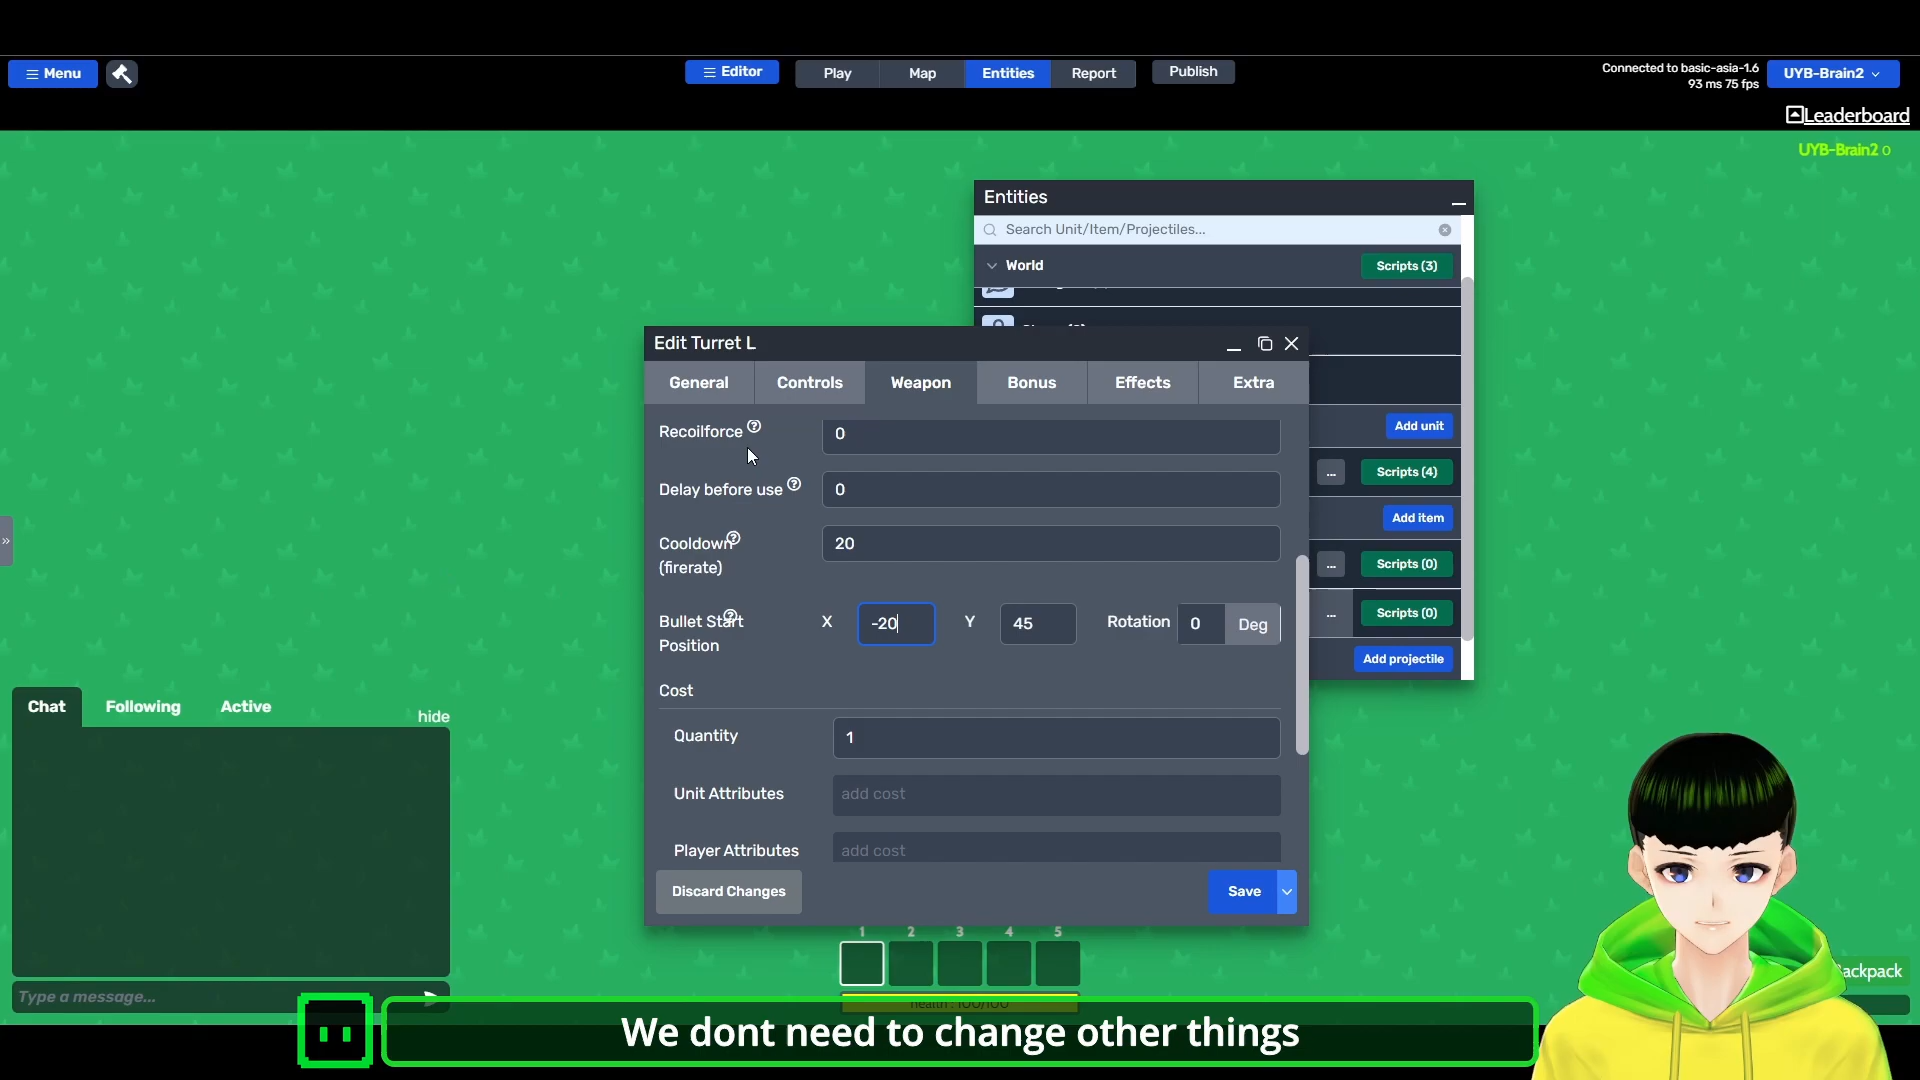 Menu
Editor
Play
Map
Entities
Report
Publish
Connected to basic-asia-1.6
93 ms 75 fps
UYB-Brain2
Leaderboard
UYB-Brain2 0
Entities
Search Unit/Item/Projectiles...
World
Scripts (3)
Edit Turret L
General
Controls
Weapon
Bonus
Effects
Extra
Add unit
Recoilforce
0
... Scripts (4)
Delay before use
0
Add item
Cooldown
(firerate)
20
... Scripts (0)
Bullet Start
Position
X -20 Y 45 Rotation 0 Deg
... Scripts (0)
Add projectile
Cost
Quantity
1
Unit Attributes
add cost
Player Attributes
add cost
Discard Changes
Save
Chat
Following
Active
hide
Type a message...
1 2 3 4 5
Backpack
We dont need to change other things